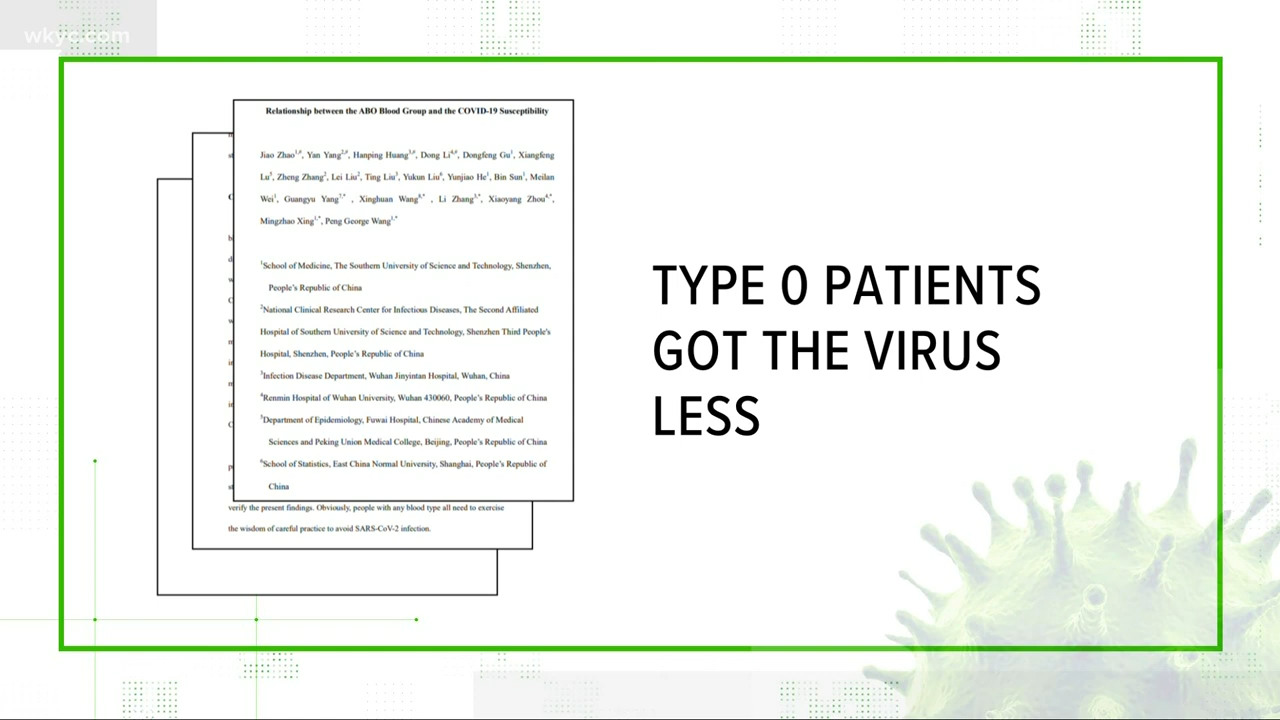 wkyc.com
Relationship between the ABO Blood Group and the COVID-19 Susceptibility
Jiao Zhao1,#, Yan Yang2,#, Hanping Huang3,#, Dong Li4,#, Dongfeng Gu5, Xiangfeng
Lu5, Zheng Zhang2, Lei Liu2, Ting Liu3, Yukun Liu6, Yunjiao He1, Bin Sun1, Meilan
Wei1, Guangyu Yang7,*, Xinghuan Wang8,*, Li Zhang3,*, Xiaoyang Zhou4,*,
Mingzhao Xing1,*, Peng George Wang1,*
1School of Medicine, The Southern University of Science and Technology, Shenzhen,
People's Republic of China
2National Clinical Research Center for Infectious Diseases, The Second Affiliated
Hospital of Southern University of Science and Technology, Shenzhen Third People's
Hospital, Shenzhen, People's Republic of China
3Infection Disease Department, Wuhan Jinyintan Hospital, Wuhan, China
4Renmin Hospital of Wuhan University, Wuhan 430060, People's Republic of China
5Department of Epidemiology, Fuwai Hospital, Chinese Academy of Medical
Sciences and Peking Union Medical College, Beijing, People's Republic of China
6School of Statistics, East China Normal University, Shanghai, People's Republic of
China
verify the present findings. Obviously, people with any blood type all need to exercise
the wisdom of careful practice to avoid SARS-CoV-2 infection.
TYPE O PATIENTS
GOT THE VIRUS
LESS